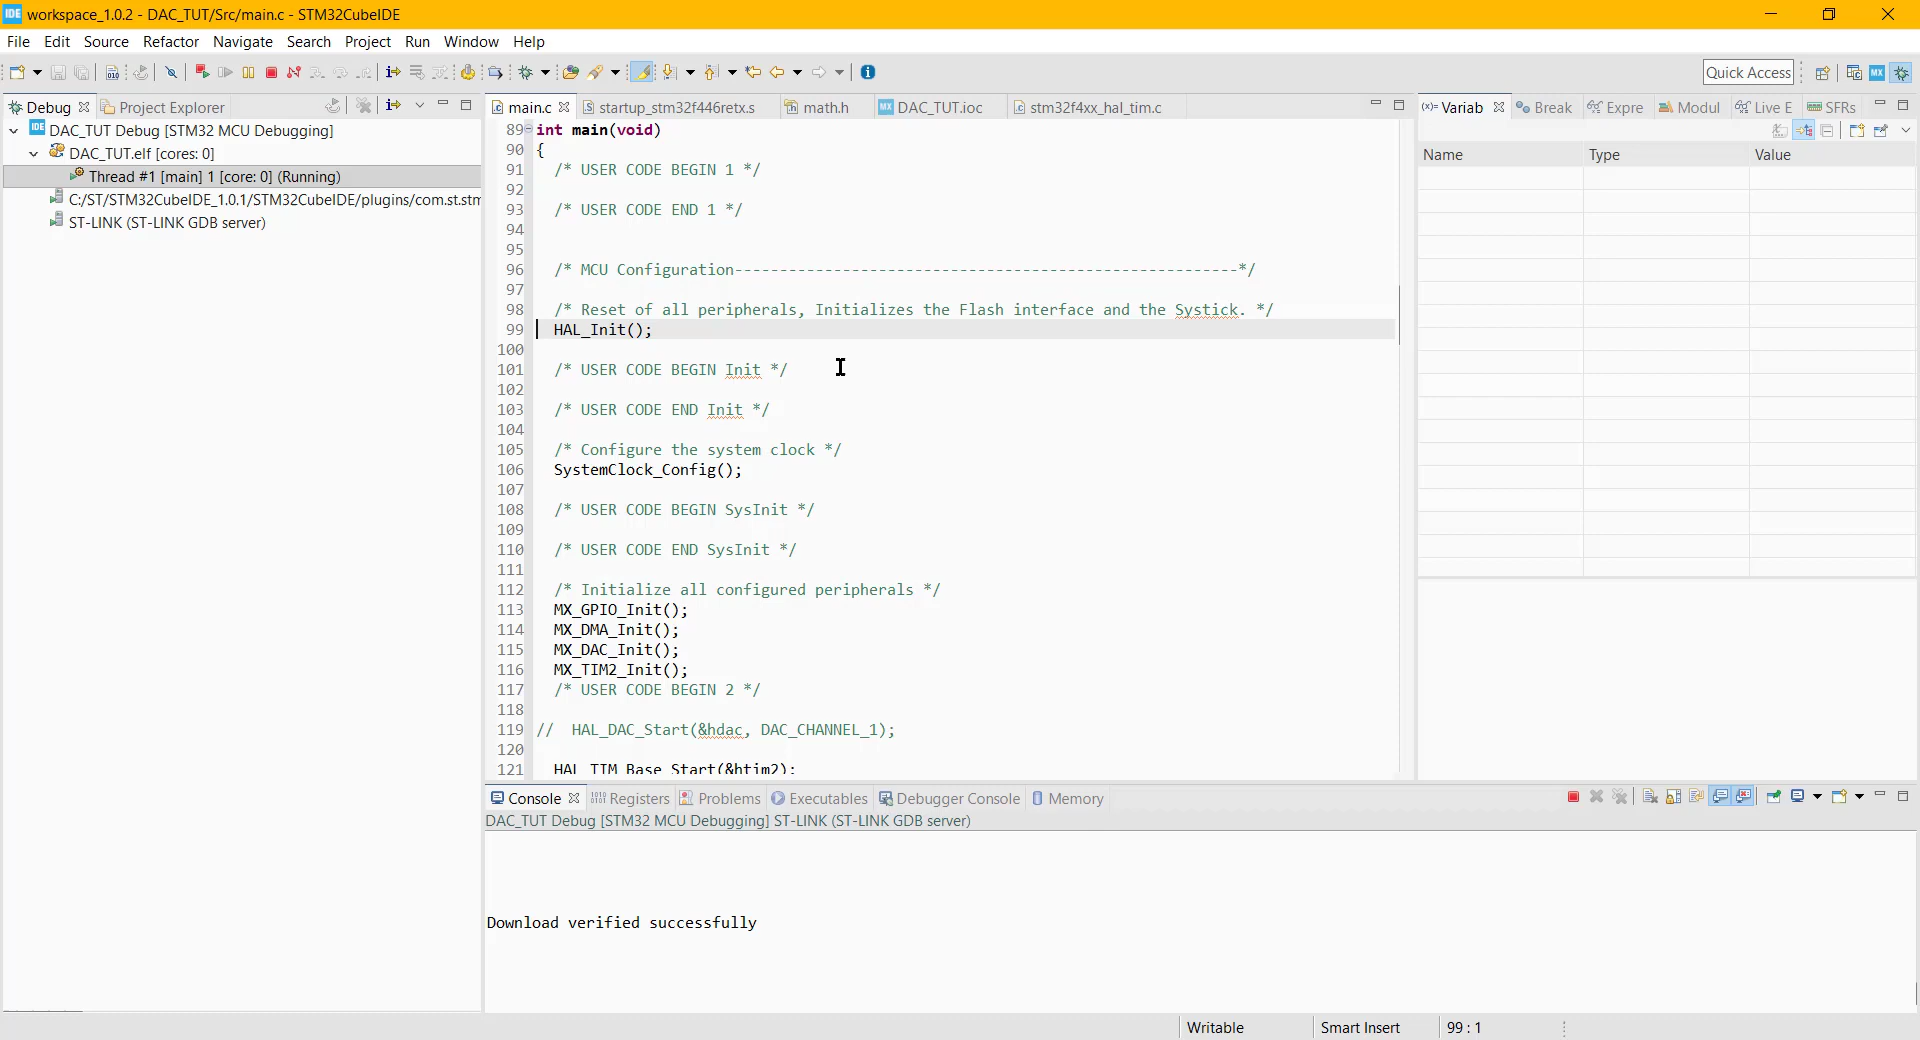 IDE workspace_1.0.2 - DAC_TUT/Src/main.c - STM32CubeIDE
File Edit Source Refactor Navigate Search Project Run Window Help
Quick Access
Debug Project Explorer
IDE DAC_TUT Debug [STM32 MCU Debugging]
DAC_TUT.elf [cores: 0]
Thread #1 [main] 1 [core: 0] (Running)
C:/ST/STM32CubeIDE_1.0.1/STM32CubeIDE/plugins/com.st.stm
ST-LINK (ST-LINK GDB server)
main.c startup_stm32f446retx.s math.h MX DAC_TUT.ioc stm32f4xx_hal_tim.c
89 int main(void)
90 {
91 /* USER CODE BEGIN 1 */
92
93 /* USER CODE END 1 */
94
95
96 /* MCU Configuration--------------------------------------------------------*/
97
98 /* Reset of all peripherals, Initializes the Flash interface and the Systick. */
99 HAL_Init();
100
101 /* USER CODE BEGIN Init */
102
103 /* USER CODE END Init */
104
105 /* Configure the system clock */
106 SystemClock_Config();
107
108 /* USER CODE BEGIN SysInit */
109
110 /* USER CODE END SysInit */
111
112 /* Initialize all configured peripherals */
113 MX_GPIO_Init();
114 MX_DMA_Init();
115 MX_DAC_Init();
116 MX_TIM2_Init();
117 /* USER CODE BEGIN 2 */
118
119 // HAL_DAC_Start(&hdac, DAC_CHANNEL_1);
120
121 HAL_TIM_Base_Start(&htim2);
(x)= Variab Break Expre Modul Live E SFRs
Name Type Value
Console Registers Problems Executables Debugger Console Memory
DAC_TUT Debug [STM32 MCU Debugging] ST-LINK (ST-LINK GDB server)
Download verified successfully
Writable Smart Insert 99 : 1